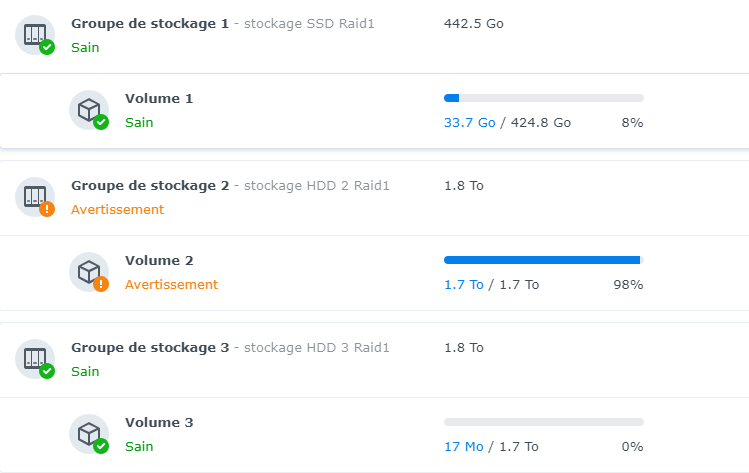 Groupe de stockage 1 - stockage SSD Raid1 442.5 Go
Sain
Volume 1
Sain 33.7 Go / 424.8 Go 8%
Groupe de stockage 2 - stockage HDD 2 Raid1 1.8 To
Avertissement
Volume 2
Avertissement 1.7 To / 1.7 To 98%
Groupe de stockage 3 - stockage HDD 3 Raid1 1.8 To
Sain
Volume 3
Sain 17 Mo / 1.7 To 0%